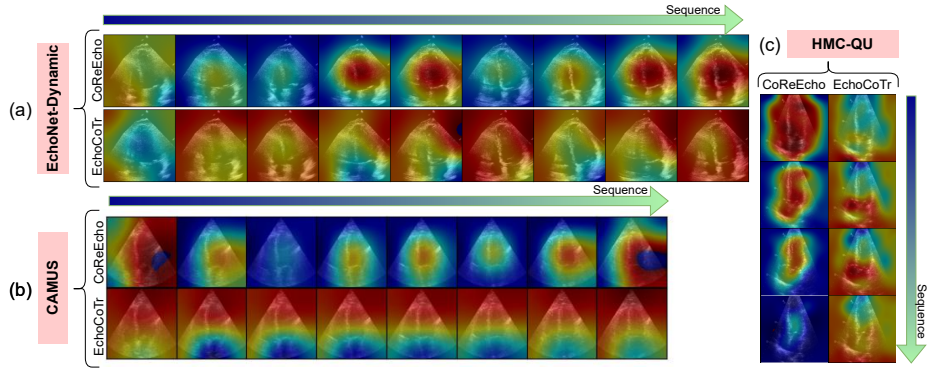 Sequence
(a)
EchoNet-Dynamic
CoReEcho
EchoCoTr
Sequence
(b)
CAMUS
CoReEcho
EchoCoTr
(c)
HMC-QU
CoReEcho EchoCoTr
Sequence